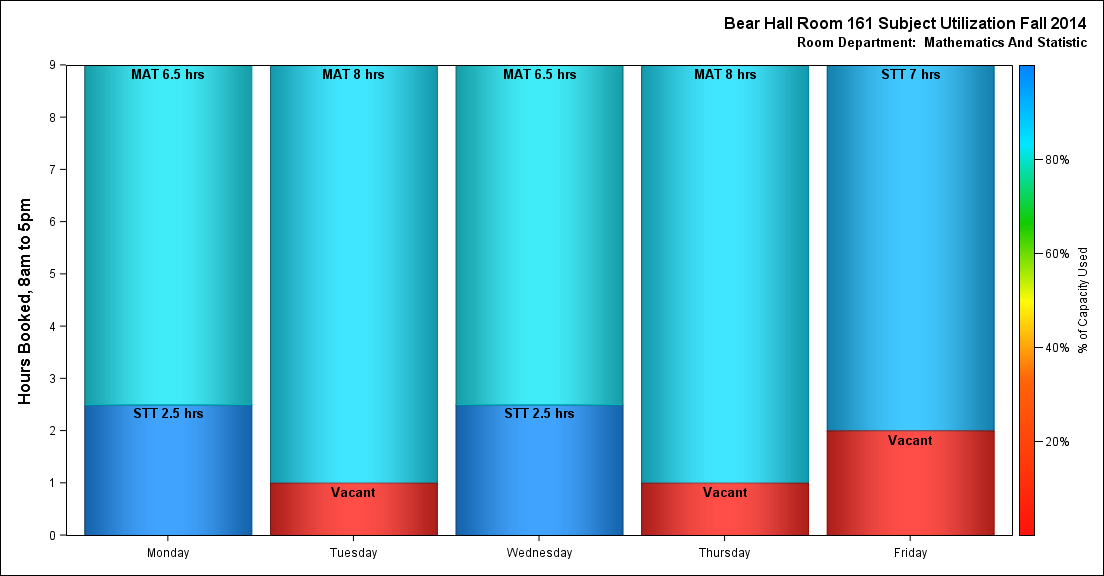 Bear Hall Room 161 Subject Utilization Fall 2014
Room Department:  Mathematics And Statistic
Hours Booked, 8am to 5pm
9
8
7
6
5
4
3
2
1
0
MAT 6.5 hrs
MAT 8 hrs
MAT 6.5 hrs
MAT 8 hrs
STT 7 hrs
STT 2.5 hrs
STT 2.5 hrs
Vacant
Vacant
Vacant
Monday
Tuesday
Wednesday
Thursday
Friday
80%
60%
40%
20%
% of Capacity Used